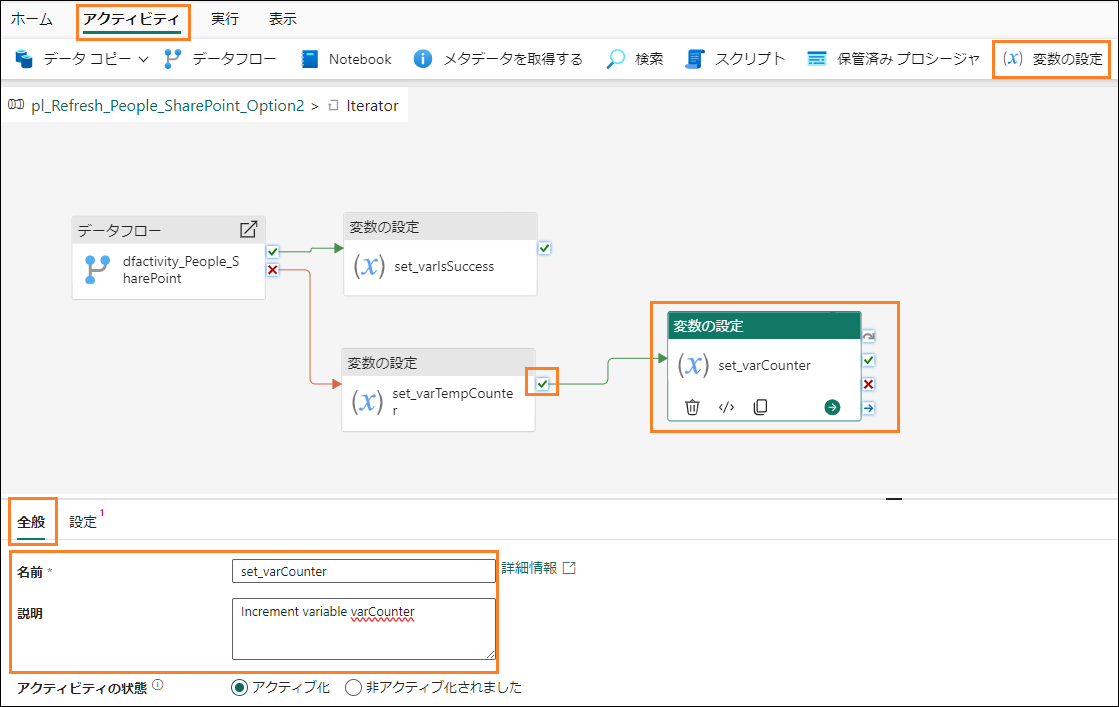 ホーム アクティビティ 実行 表示
データ コピー データフロー Notebook メタデータを取得する 検索 スクリプト 保管済み プロシージャ (x) 変数の設定
pl_Refresh_People_SharePoint_Option2 > Iterator
データフロー
dfactivity_People_S
harePoint
変数の設定
(x) set_varIsSuccess
変数の設定
(x) set_varTempCounte
r
変数の設定
(x) set_varCounter
全般 設定 1
名前 * set_varCounter 詳細情報
説明 Increment variable varCounter
アクティビティの状態 アクティブ化 非アクティブ化されました